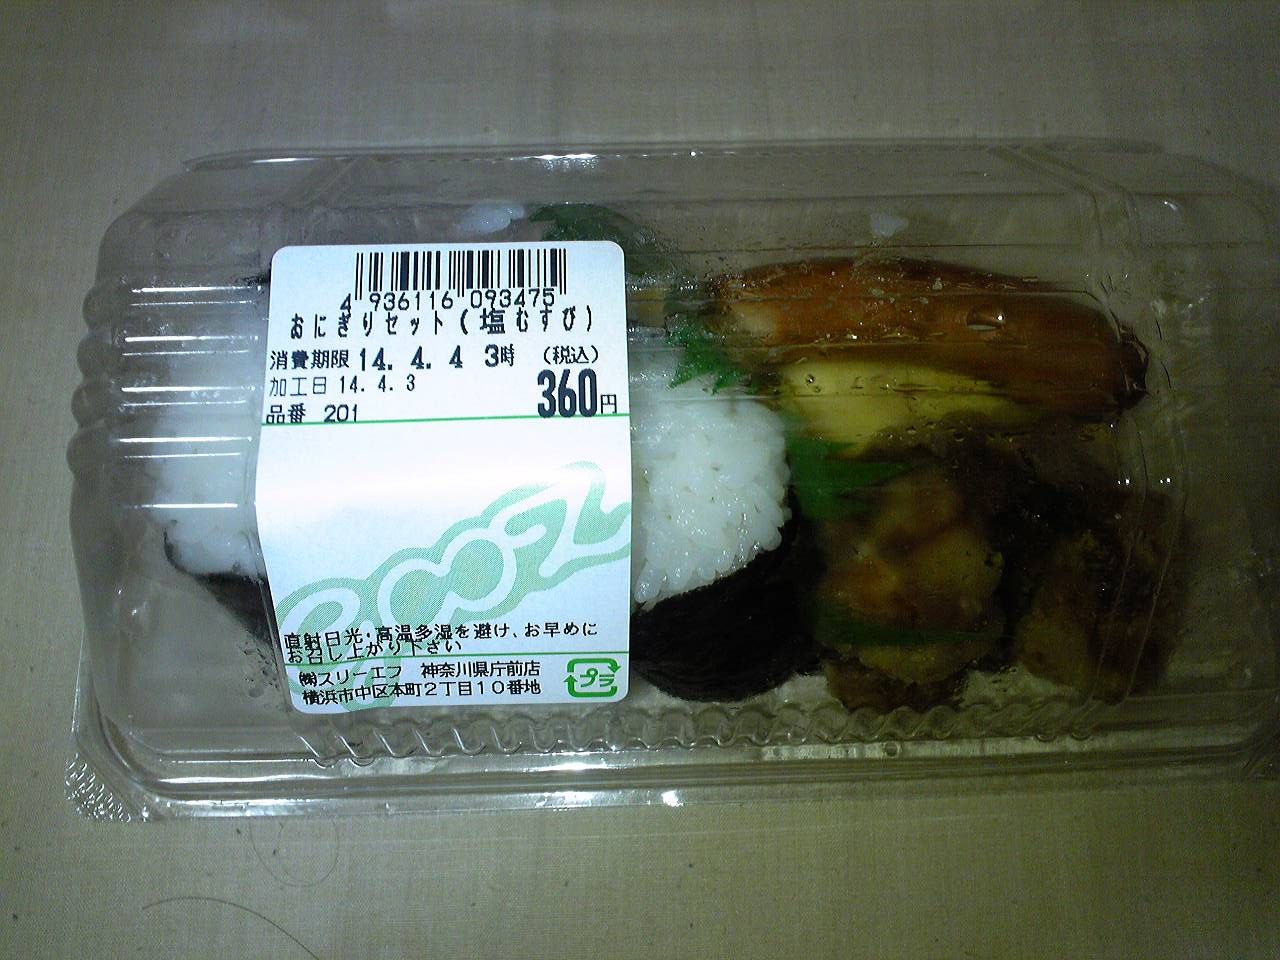 4 936116 093475
おにぎりセット(塩むすび)
消費期限 14. 4. 4 3時 (税込)
加工日 14. 4. 3 360円
品番 201
直射日光・高温多湿を避け、お早めに
お召し上がり下さい
㈱スリーエフ 神奈川県庁前店
横浜市中区本町2丁目10番地
プラ